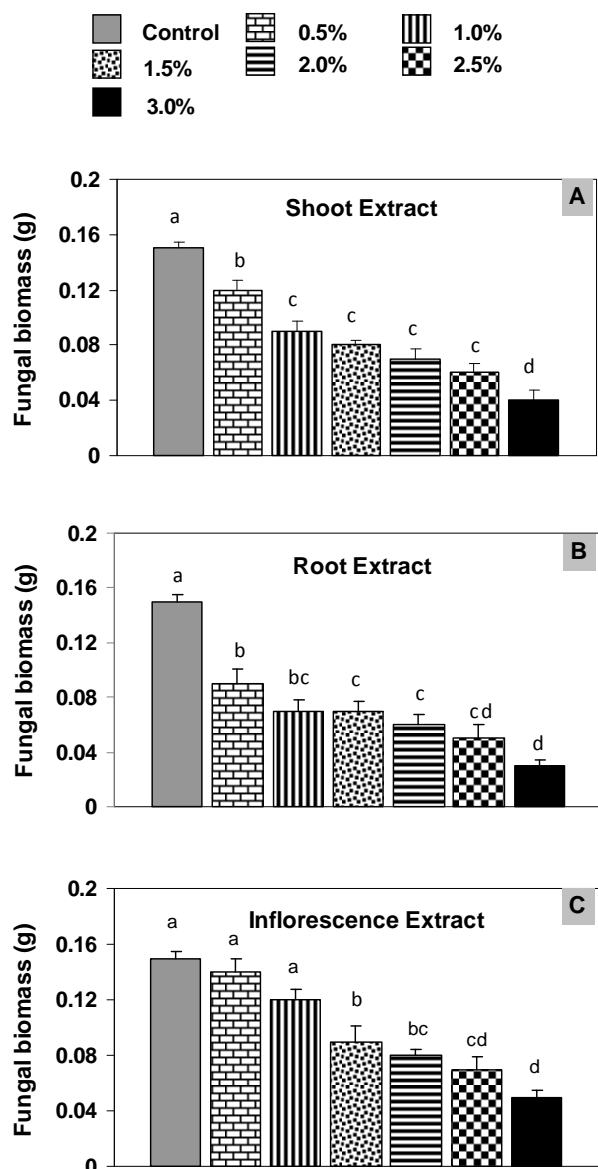 Control 0.5% 1.0%
1.5% 2.0% 2.5%
3.0%
A
Shoot Extract
Fungal biomass (g)
0.2
0.16
0.12
0.08
0.04
0
a
b
c
c
c
c
d
B
Root Extract
Fungal biomass (g)
0.2
0.16
0.12
0.08
0.04
0
a
b
bc
c
c
cd
d
C
Inflorescence Extract
Fungal biomass (g)
0.2
0.16
0.12
0.08
0.04
0
a
a
a
b
bc
cd
d